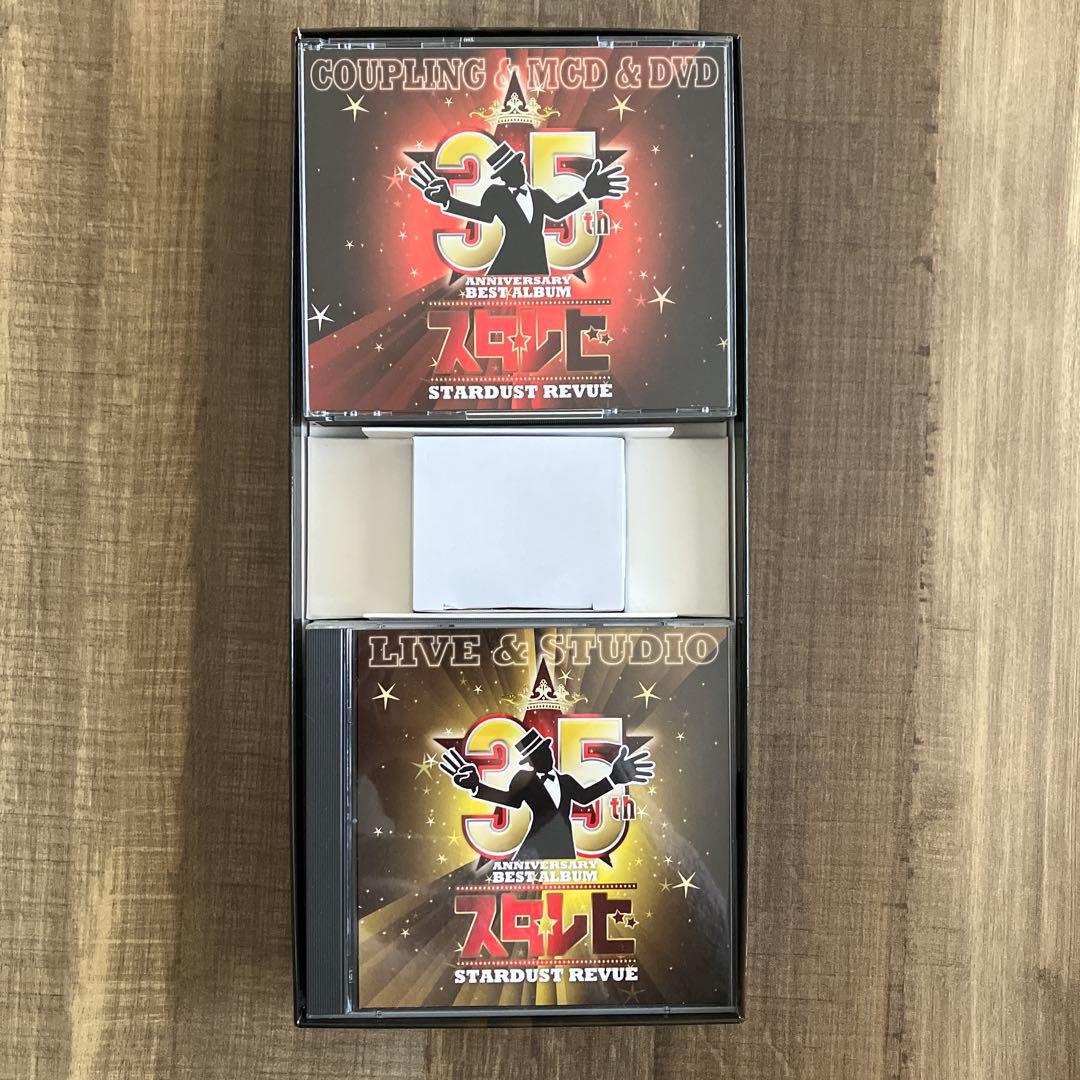 COUPLING & MCD & DVD
35th
ANNIVERSARY
BEST ALBUM
スタ☆レビ
STARDUST REVUE
LIVE & STUDIO
35th
ANNIVERSARY
BEST ALBUM
スタ☆レビ
STARDUST REVUE